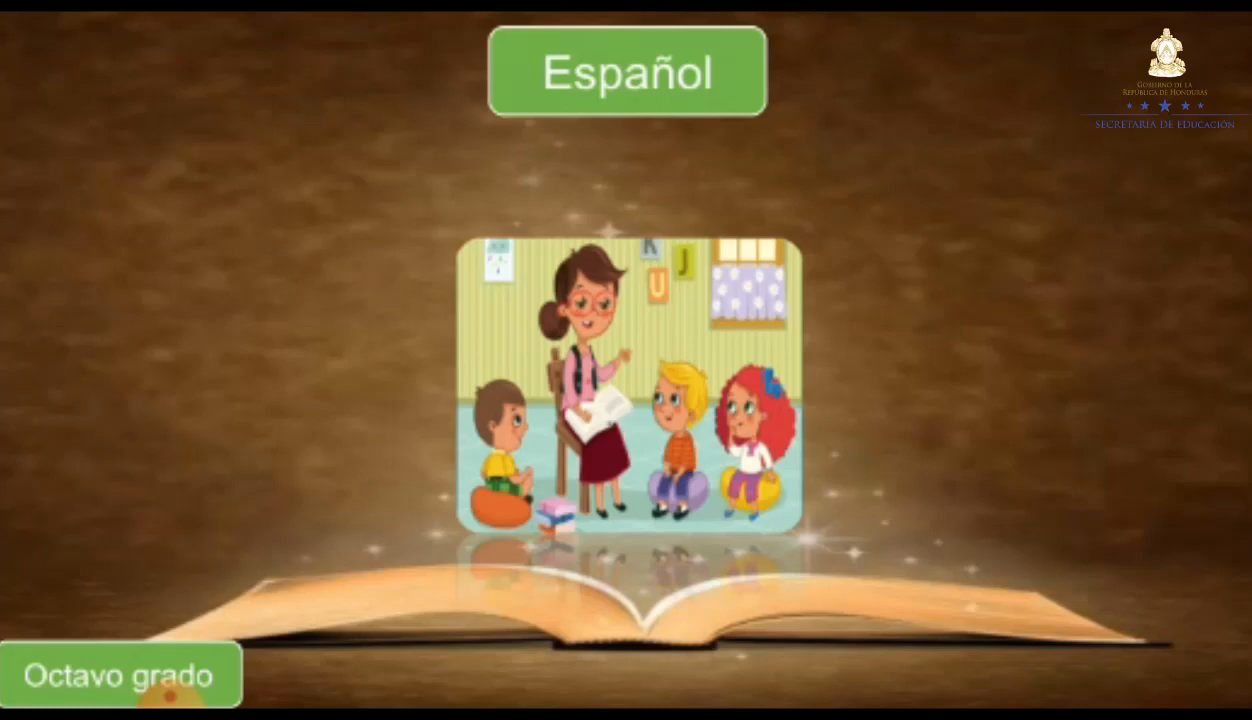 Español
GOBIERNO DE LA
REPÚBLICA DE HONDURAS
SECRETARÍA DE EDUCACIÓN
K
J
U
Octavo grado